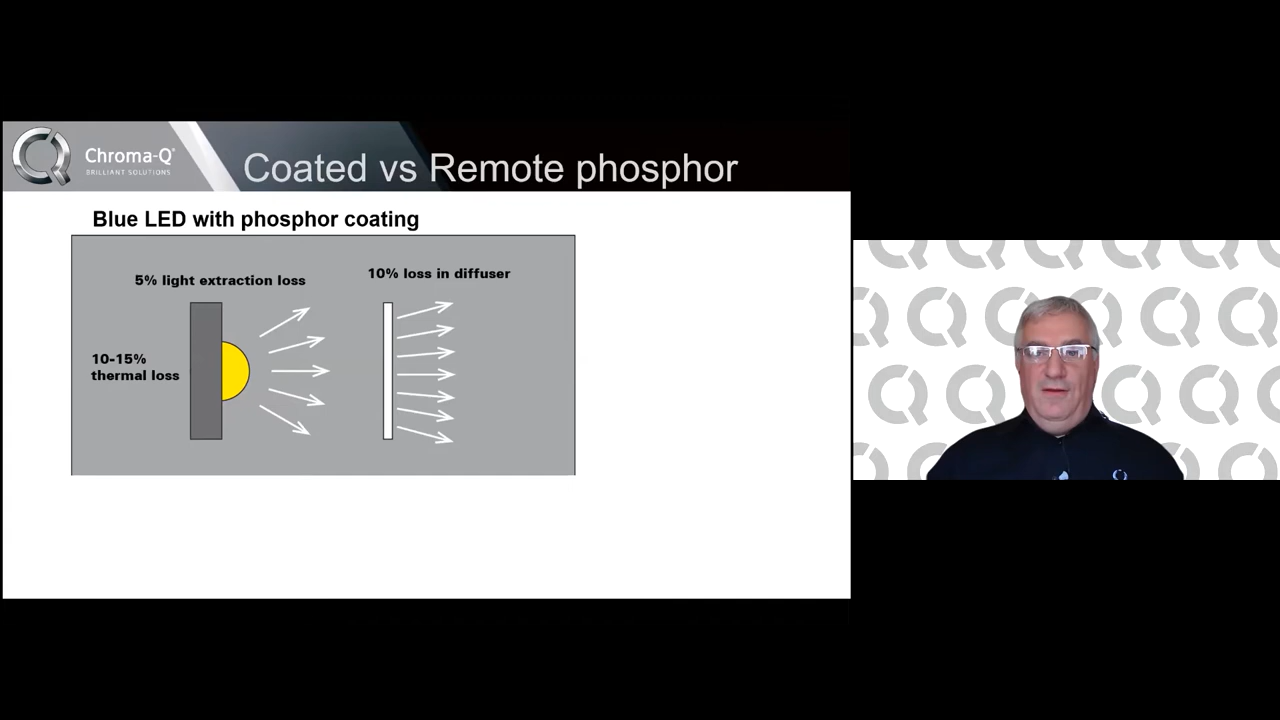 Chroma-Q®
BRILLIANT SOLUTIONS
Coated vs Remote phosphor
Blue LED with phosphor coating
5% light extraction loss
10% loss in diffuser
10-15%
thermal loss